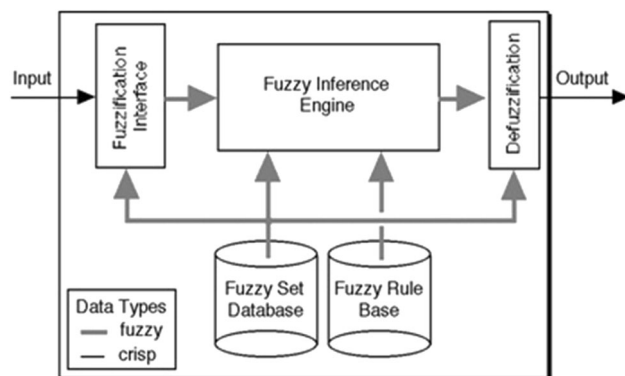 Input
Fuzzification
Interface
Fuzzy Inference
Engine
Defuzzification
Output
Fuzzy Set
Database
Fuzzy Rule
Base
Data Types
fuzzy
crisp